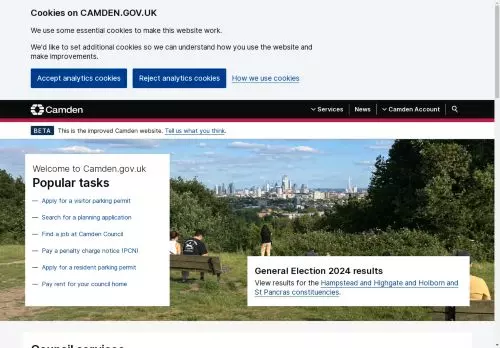 Cookies on CAMDEN.GOV.UK
We use some essential cookies to make this website work.
We'd like to set additional cookies so we can understand how you use the website and
make improvements.
Accept analytics cookies
Reject analytics cookies
How we use cookies
Camden
Services
News
Camden Account
BETA This is the improved Camden website. Tell us what you think.
Welcome to Camden.gov.uk
Popular tasks
Apply for a visitor parking permit
Search for a planning application
Find a job at Camden Council
Pay a penalty charge notice (PCN)
Apply for a resident parking permit
Pay rent for your council home
General Election 2024 results
View results for the Hampstead and Highgate and Holborn and
St Pancras constituencies.
Council services